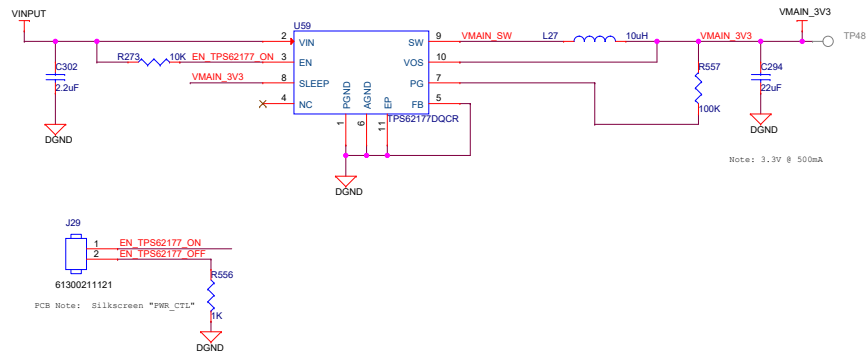 VINPUT
VMAIN_3V3
U59
2 VIN SW 9 VMAIN_SW L27 10uH VMAIN_3V3 TP48
R273 10K EN_TPS62177_ON 3 EN VOS 10
C302
2.2uF
VMAIN_3V3 8 SLEEP PG 7
R557
100K
C294
22uF
4 NC FB 5
PGND AGND EP
TPS62177DQCR
1 6 11
DGND
DGND
DGND
Note: 3.3V @ 500mA
J29
1 EN_TPS62177_ON
2 EN_TPS62177_OFF
61300211121
R556
1K
PCB Note: Silkscreen "PWR_CTL"
DGND